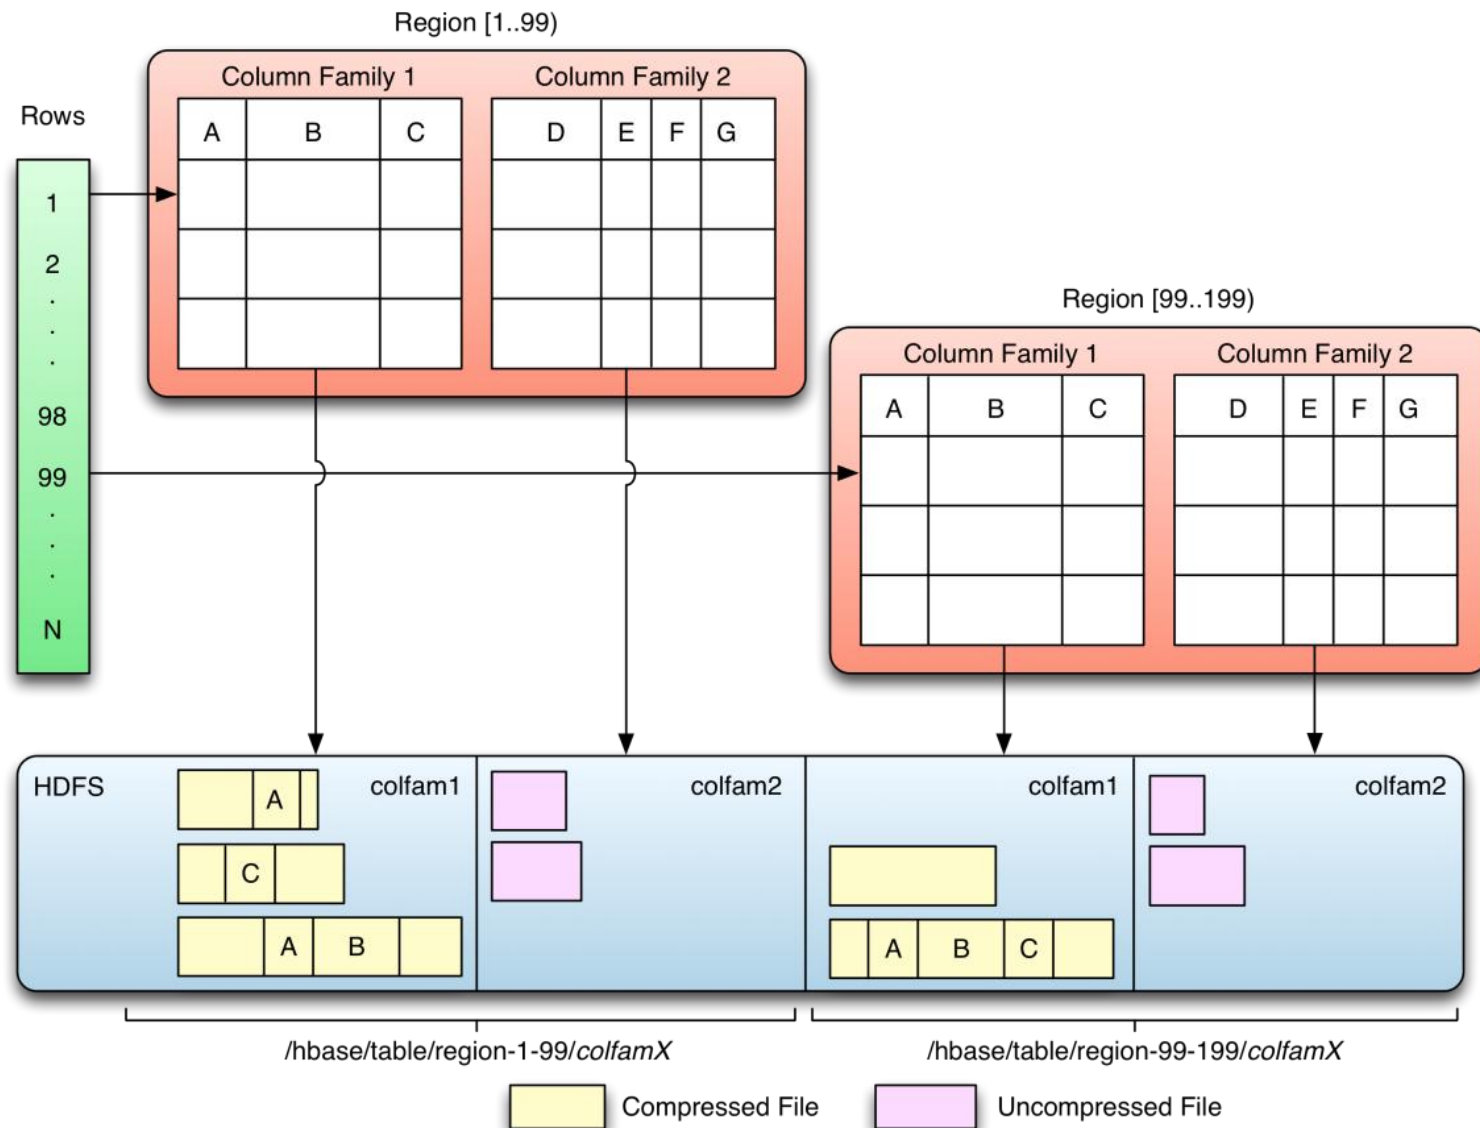 Region [1..99)
Column Family 1
Column Family 2
Rows
A B C
D E F G
1
2
.
.
.
98
99
.
.
.
N
Region [99..199)
Column Family 1
Column Family 2
A B C
D E F G
HDFS
A
colfam1
C
A B
colfam2
colfam1
A B C
colfam2
/hbase/table/region-1-99/colfamX
/hbase/table/region-99-199/colfamX
Compressed File
Uncompressed File